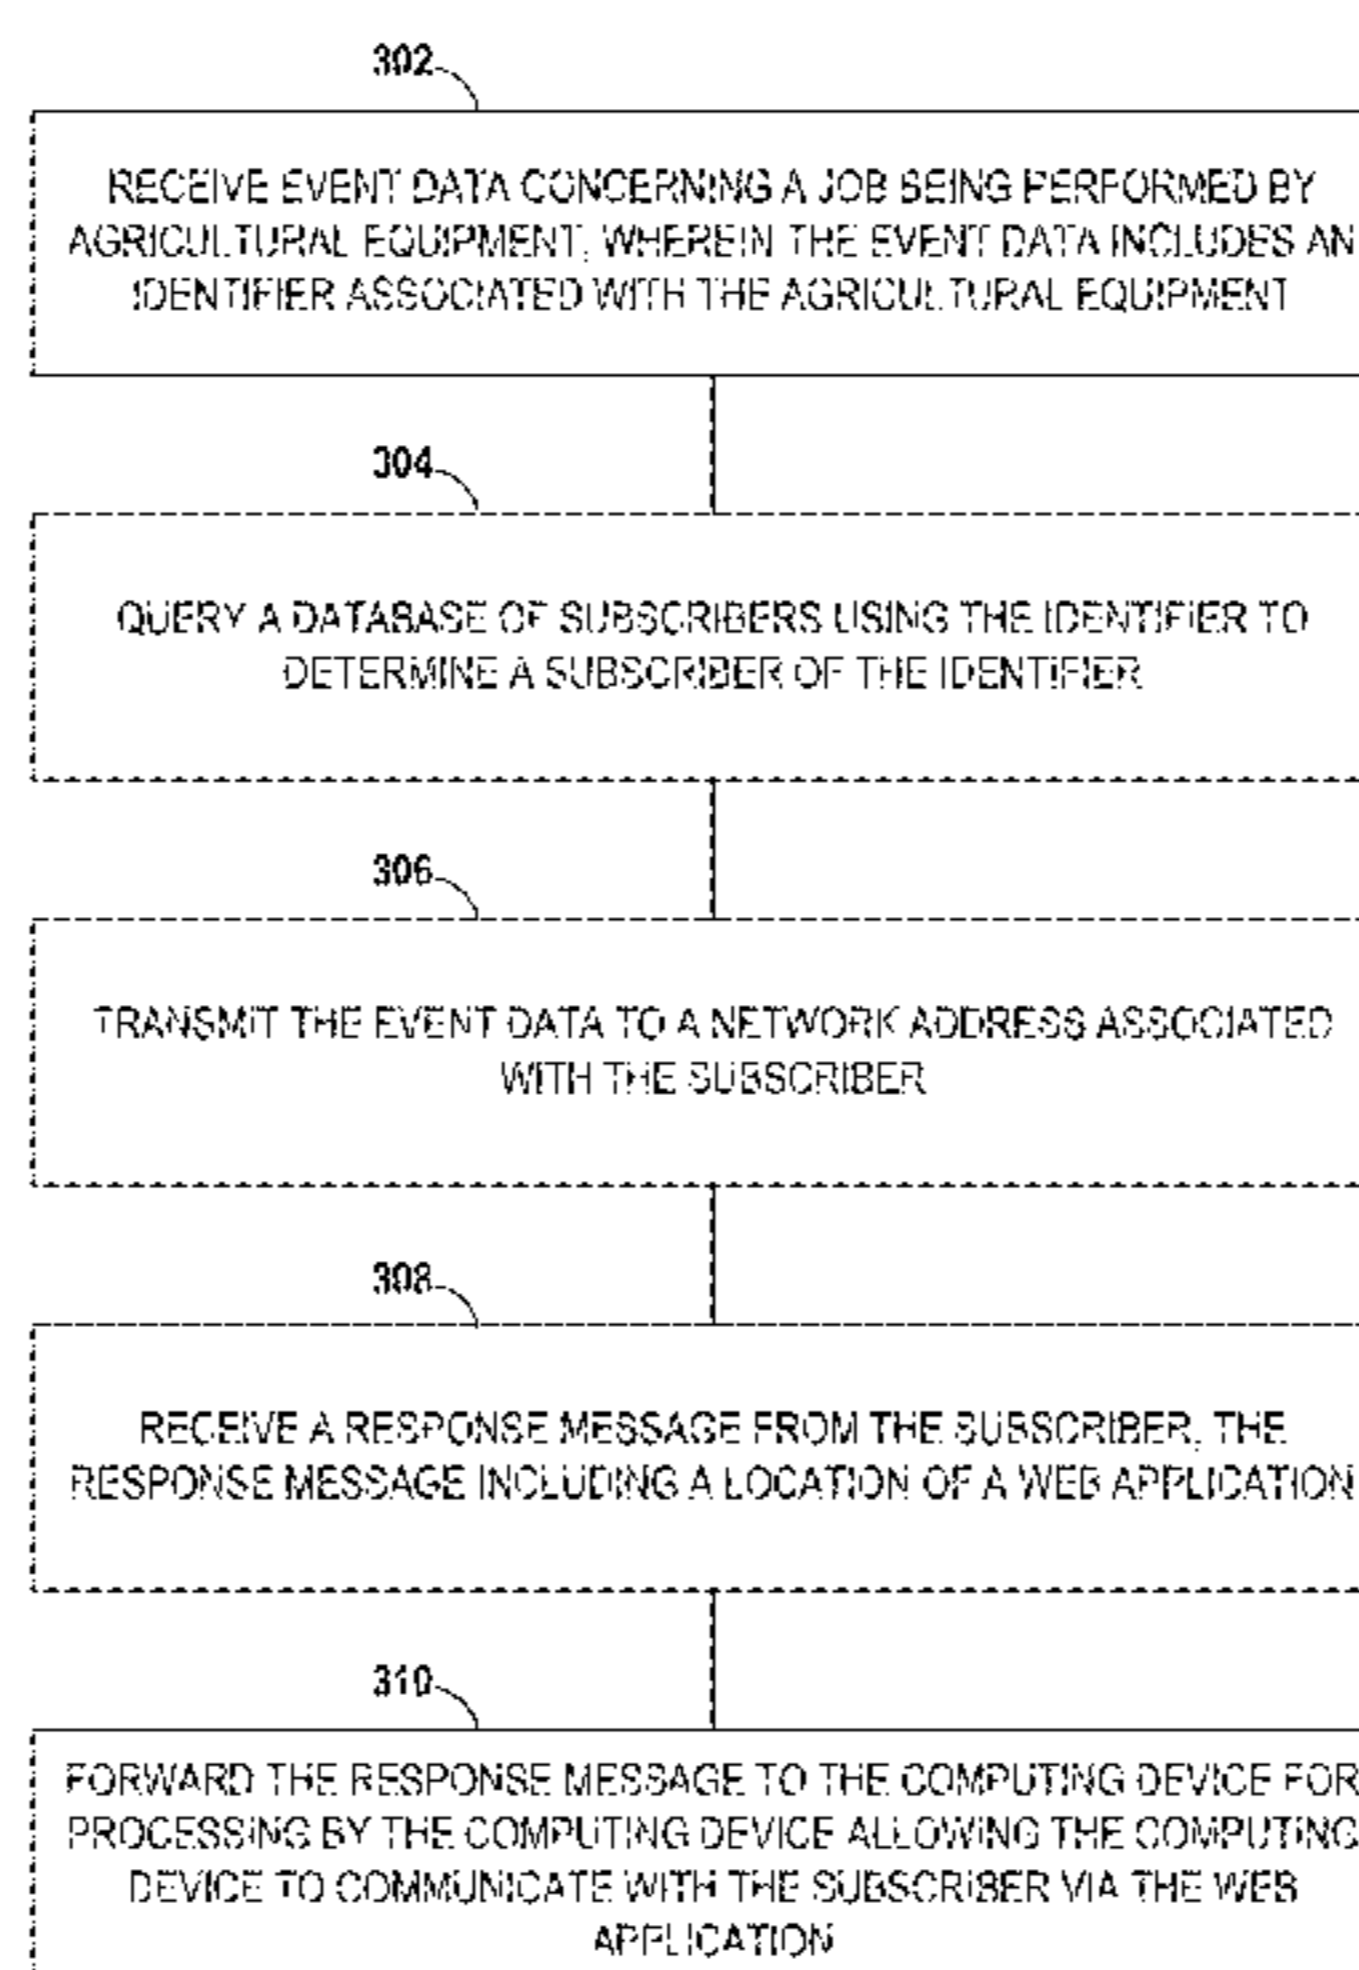 302
RECEIVE EVENT DATA CONCERNING A JOB BEING PERFORMED BY
AGRICULTURAL EQUIPMENT, WHEREIN THE EVENT DATA INCLUDES AN
IDENTIFIER ASSOCIATED WITH THE AGRICULTURAL EQUIPMENT
304
QUERY A DATABASE OF SUBSCRIBERS USING THE IDENTIFIER TO
DETERMINE A SUBSCRIBER OF THE IDENTIFIER
306
TRANSMIT THE EVENT DATA TO A NETWORK ADDRESS ASSOCIATED
WITH THE SUBSCRIBER
308
RECEIVE A RESPONSE MESSAGE FROM THE SUBSCRIBER, THE
RESPONSE MESSAGE INCLUDING A LOCATION OF A WEB APPLICATION
310
FORWARD THE RESPONSE MESSAGE TO THE COMPUTING DEVICE FOR
PROCESSING BY THE COMPUTING DEVICE ALLOWING THE COMPUTING
DEVICE TO COMMUNICATE WITH THE SUBSCRIBER VIA THE WEB
APPLICATION